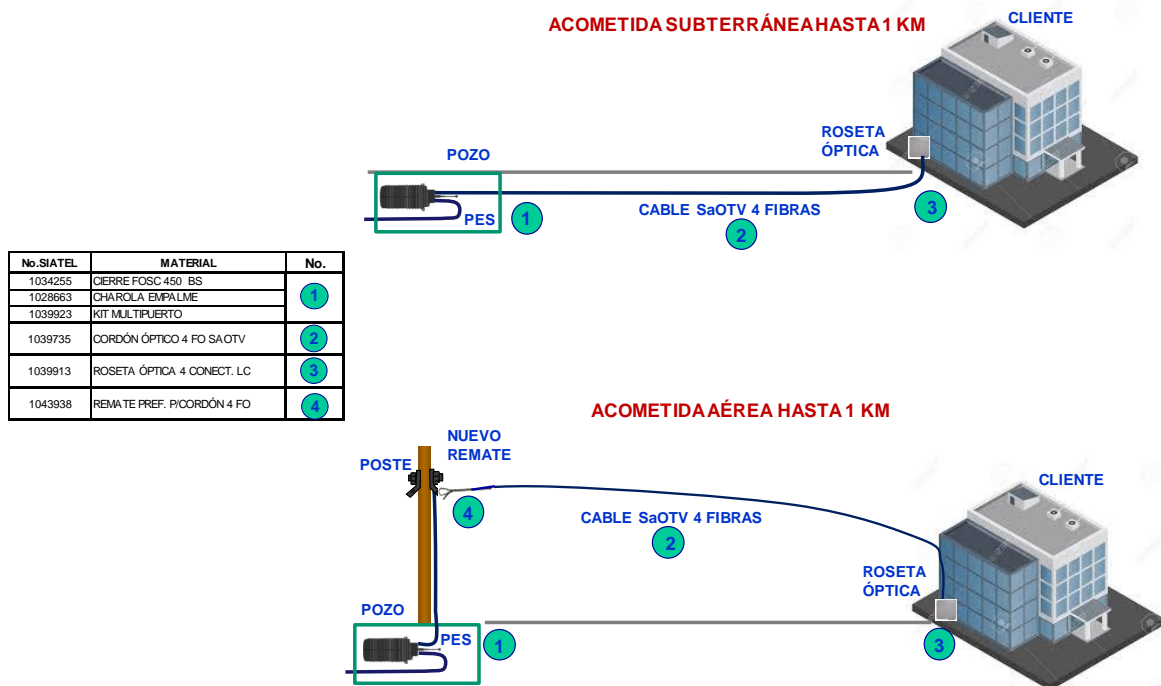 ACOMETIDA SUBTERRÁNEA HASTA 1 KM
CLIENTE
ROSETA
ÓPTICA
POZO
PES
1
CABLE SaOTV 4 FIBRAS
2
3
No.SIATEL MATERIAL No.
1034255 CIERRE FOSC 450 BS
1028663 CHAROLA EMPALME 1
1039923 KIT MULTIPUERTO
1039735 CORDÓN ÓPTICO 4 FO SAOTV 2
1039913 ROSETA ÓPTICA 4 CONECT. LC 3
1043938 REMATE PREF. P/CORDÓN 4 FO 4
ACOMETIDA AÉREA HASTA 1 KM
NUEVO
REMATE
POSTE
4
CABLE SaOTV 4 FIBRAS
2
CLIENTE
ROSETA
ÓPTICA
POZO
PES
1
3